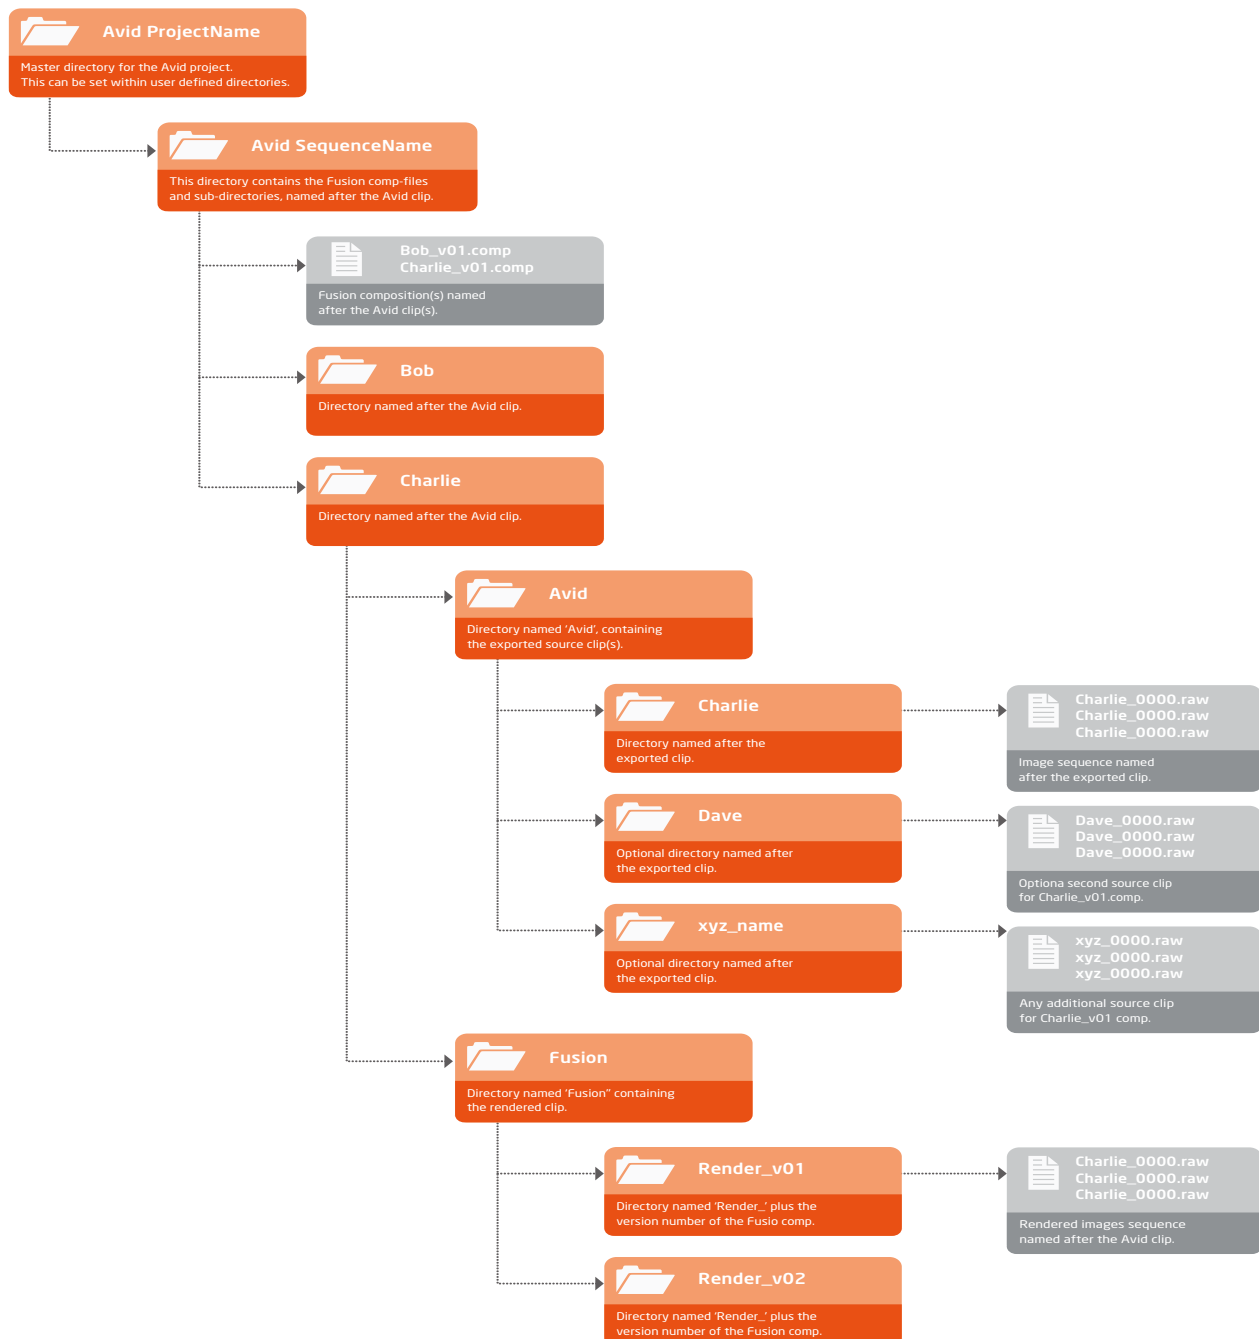 Avid ProjectName
Master directory for the Avid project.
This can be set within user defined directories.
Avid SequenceName
This directory contains the Fusion comp-files
and sub-directories, named after the Avid clip.
Bob_v01.comp
Charlie_v01.comp
Fusion composition(s) named
after the Avid clip(s).
Bob
Directory named after the Avid clip.
Charlie
Directory named after the Avid clip.
Avid
Directory named ‘Avid’, containing
the exported source clip(s).
Charlie
Directory named after the
exported clip.
Charlie_0000.raw
Charlie_0000.raw
Charlie_0000.raw
Image sequence named
after the exported clip.
Dave
Optional directory named after
the exported clip.
Dave_0000.raw
Dave_0000.raw
Dave_0000.raw
Optiona second source clip
for Charlie_v01.comp.
xyz_name
Optional directory named after
the exported clip.
xyz_0000.raw
xyz_0000.raw
xyz_0000.raw
Any additional source clip
for Charlie_v01 comp.
Fusion
Directory named ‘Fusion” containing
the rendered clip.
Render_v01
Directory named ‘Render_’ plus the
version number of the Fusio comp.
Charlie_0000.raw
Charlie_0000.raw
Charlie_0000.raw
Rendered images sequence
named after the Avid clip.
Render_v02
Directory named ‘Render_’ plus the
version number of the Fusion comp.